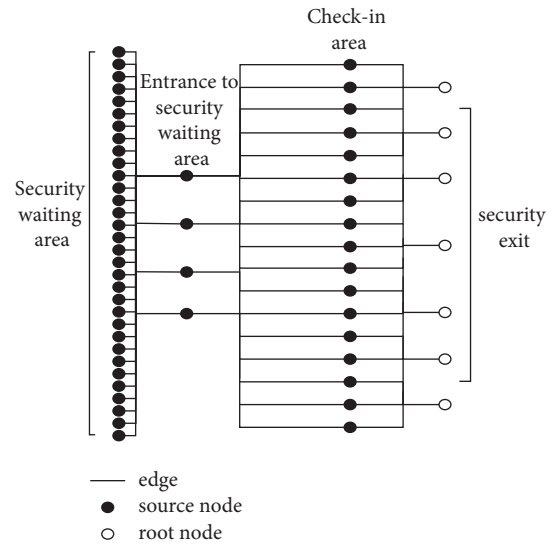 Check-in
area
Entrance to
security
waiting
area
Security
waiting
area
security
exit
edge
source node
root node